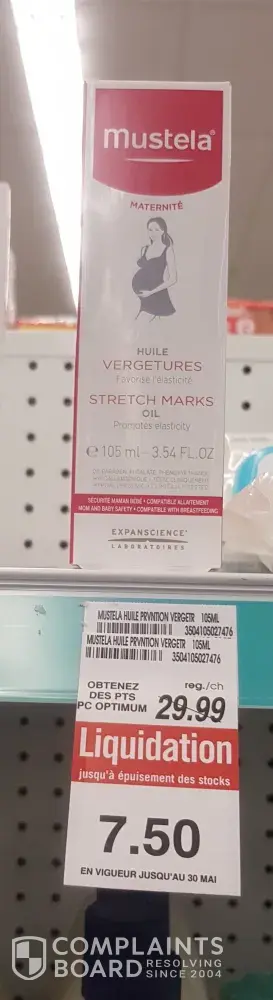 mustela®
MATERNITÉ
HUILE
VERGETURES
Favorise l'élasticité
STRETCH MARKS
OIL
Promotes elasticity
℮ 105 ml - 3.54 FL.OZ
SÉCURITÉ MAMAN BÉBÉ • COMPATIBLE ALLAITEMENT
MOM AND BABY SAFETY • COMPATIBLE WITH BREASTFEEDING
EXPANSCIENCE®
LABORATOIRES
MUSTELA HUILE PRVNTION VERGETR 105ML
3504105027476
MUSTELA HUILE PRVNTION VERGETR 105ML
3504105027476
OBTENEZ
DES PTS
PC OPTIMUM
reg./ch
29.99
Liquidation
jusqu'à épuisement des stocks
7.50
EN VIGUEUR JUSQU'AU 30 MAI
COMPLAINTS
BOARD RESOLVING
SINCE 2004